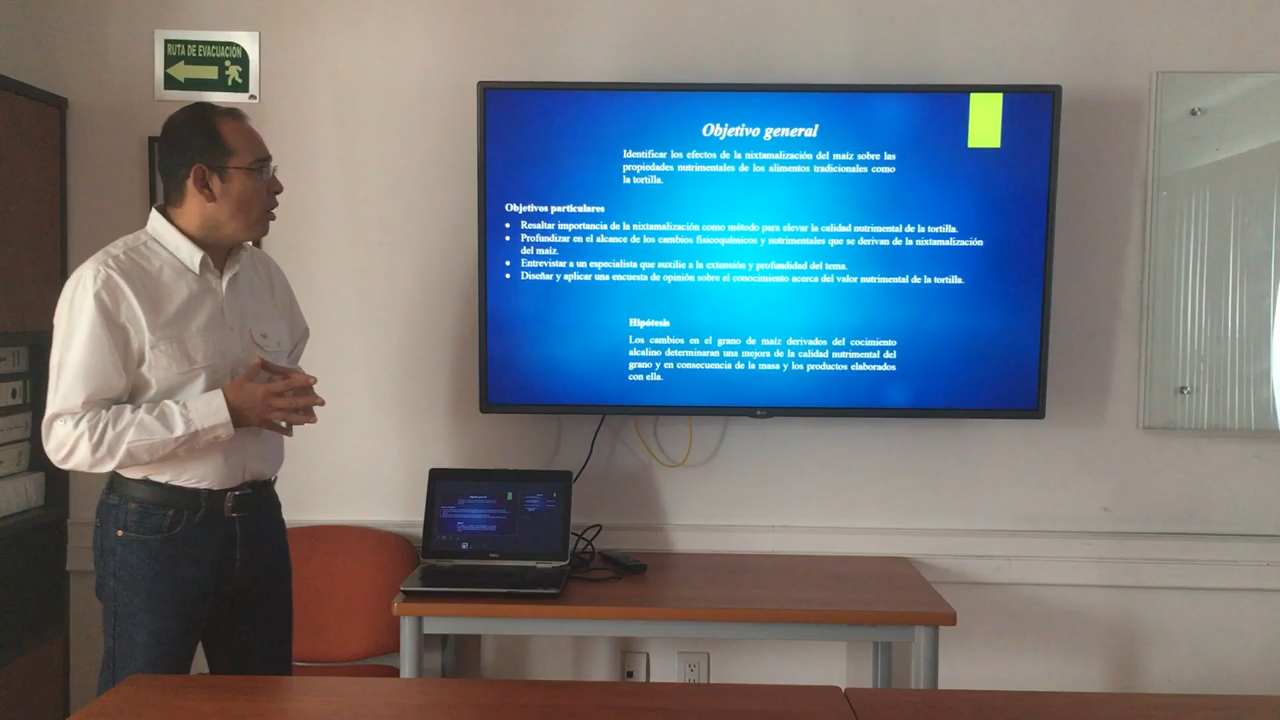 RUTA DE EVACUACIÓN
Objetivo general
Identificar los efectos de la nixtamalización del maíz sobre las
propiedades nutrimentales de los alimentos tradicionales como
la tortilla.
Objetivos particulares
● Resaltar importancia de la nixtamalización como método para elevar la calidad nutrimental de la tortilla.
● Profundizar en el alcance de los cambios fisicoquímicos y nutrimentales que se derivan de la nixtamalización
del maíz.
● Entrevistar a un especialista que auxilie a la extensión y profundidad del tema.
● Diseñar y aplicar una encuesta de opinión sobre el conocimiento acerca del valor nutrimental de la tortilla.
Hipótesis
Los cambios en el grano de maíz derivados del cocimiento
alcalino determinaran una mejora de la calidad nutrimental del
grano y en consecuencia de la masa y los productos elaborados
con ella.
LG
DELL